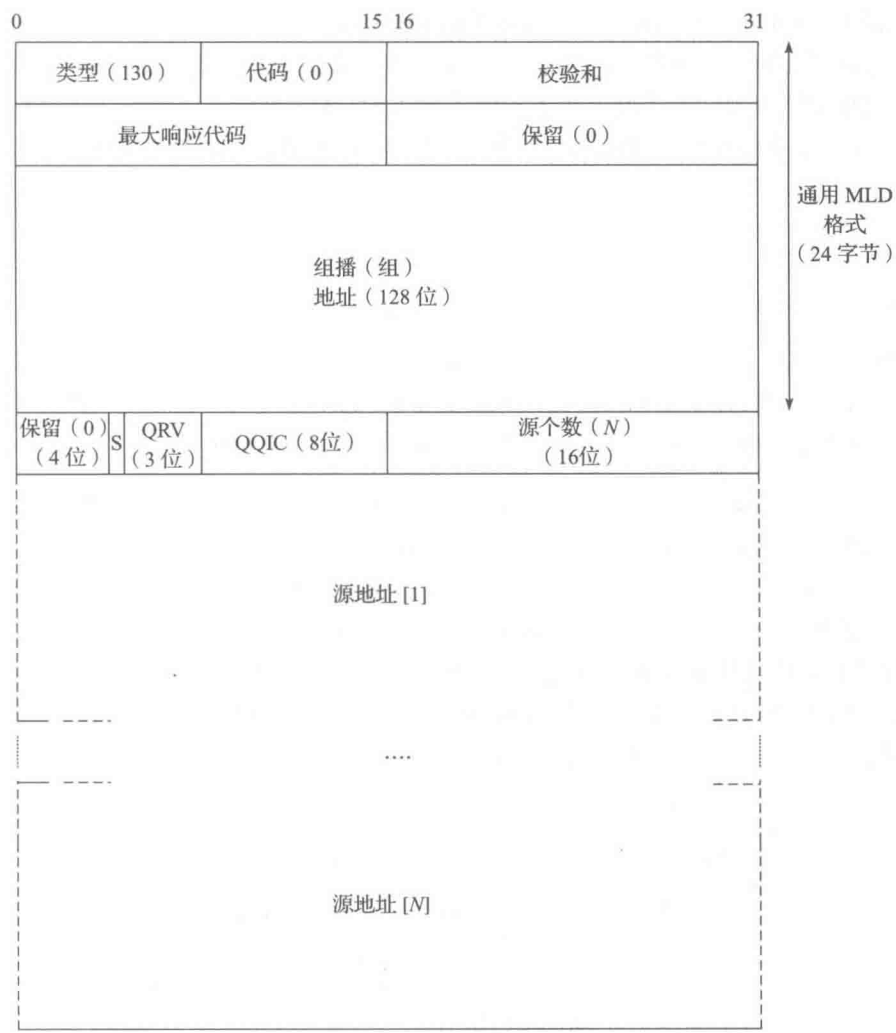 0 15 16 31
类型（130） 代码（0） 校验和
最大响应代码 保留（0）
通用 MLD
格式
（24 字节）
组播（组）
地址（128 位）
保留（0） S QRV QQIC（8位） 源个数（N）
（4 位） （3 位） （16位）
源地址 [1]
....
源地址 [N]